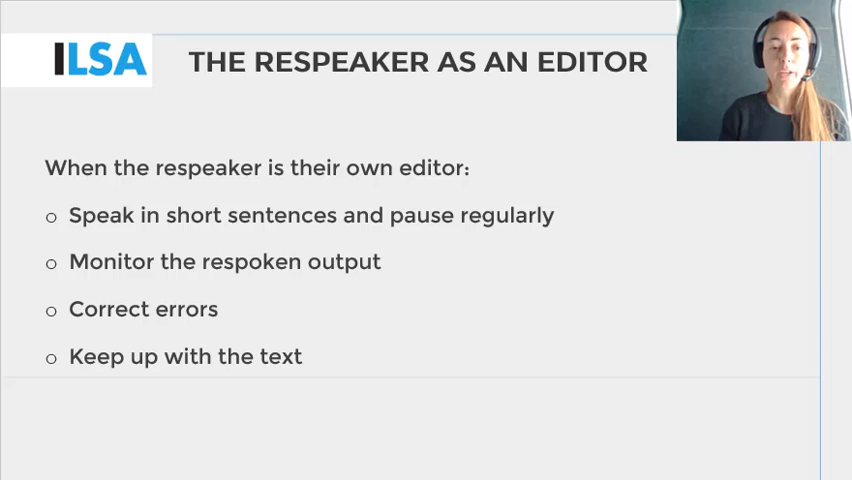 ILSA
THE RESPEAKER AS AN EDITOR
When the respeaker is their own editor:
o Speak in short sentences and pause regularly
o Monitor the respoken output
o Correct errors
o Keep up with the text